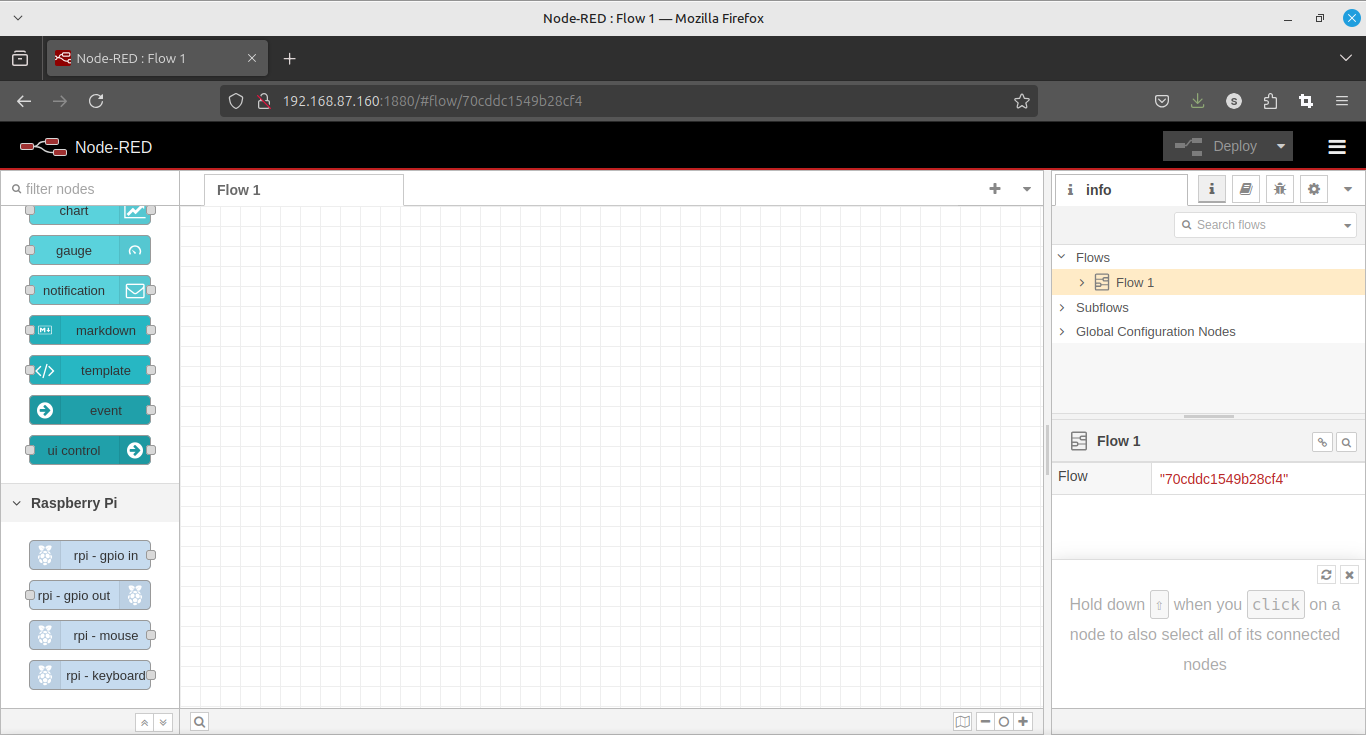 Node-RED : Flow 1 — Mozilla Firefox
Node-RED : Flow 1
192.168.87.160:1880/#flow/70cddc1549b28cf4
S
Node-RED
Deploy
filter nodes
Flow 1
info
chart
gauge
notification
markdown
template
event
ui control
Raspberry Pi
rpi - gpio in
rpi - gpio out
rpi - mouse
rpi - keyboard
Search flows
Flows
Flow 1
Subflows
Global Configuration Nodes
Flow 1
Flow "70cddc1549b28cf4"
Hold down ⇧ when you click on a
node to also select all of its connected
nodes